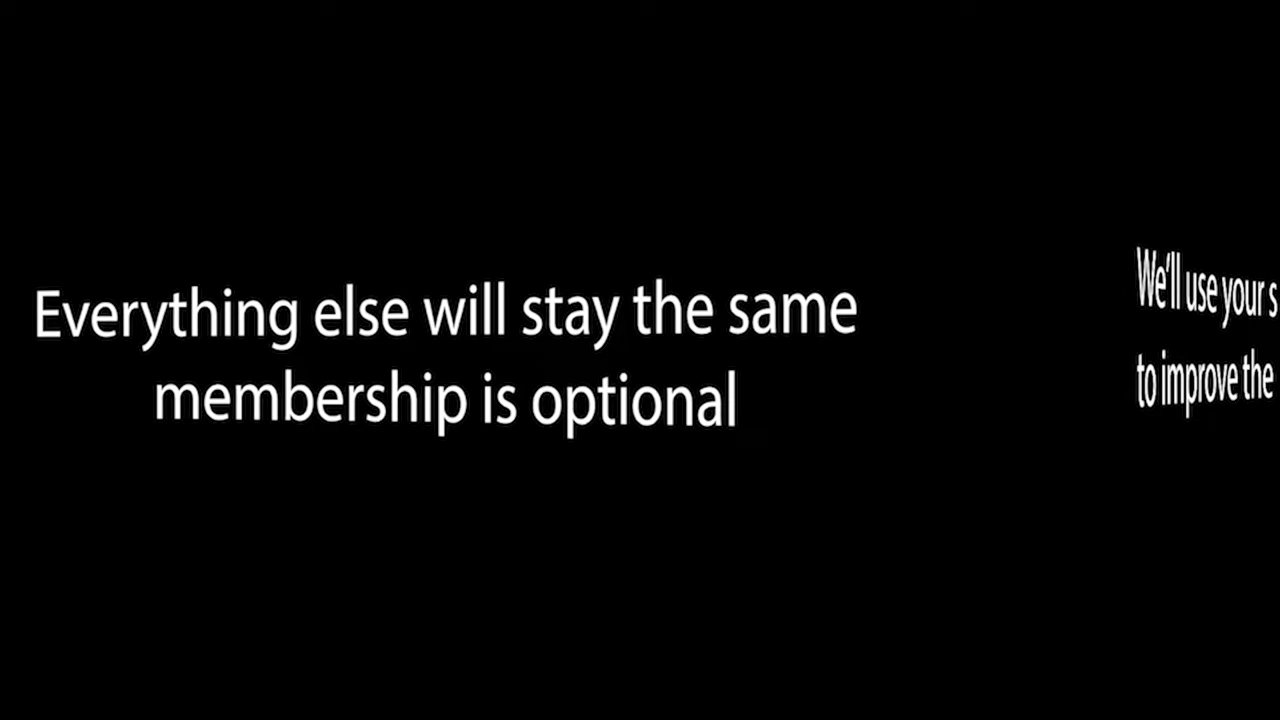 Everything else will stay the same
membership is optional
We'll use your
to improve the